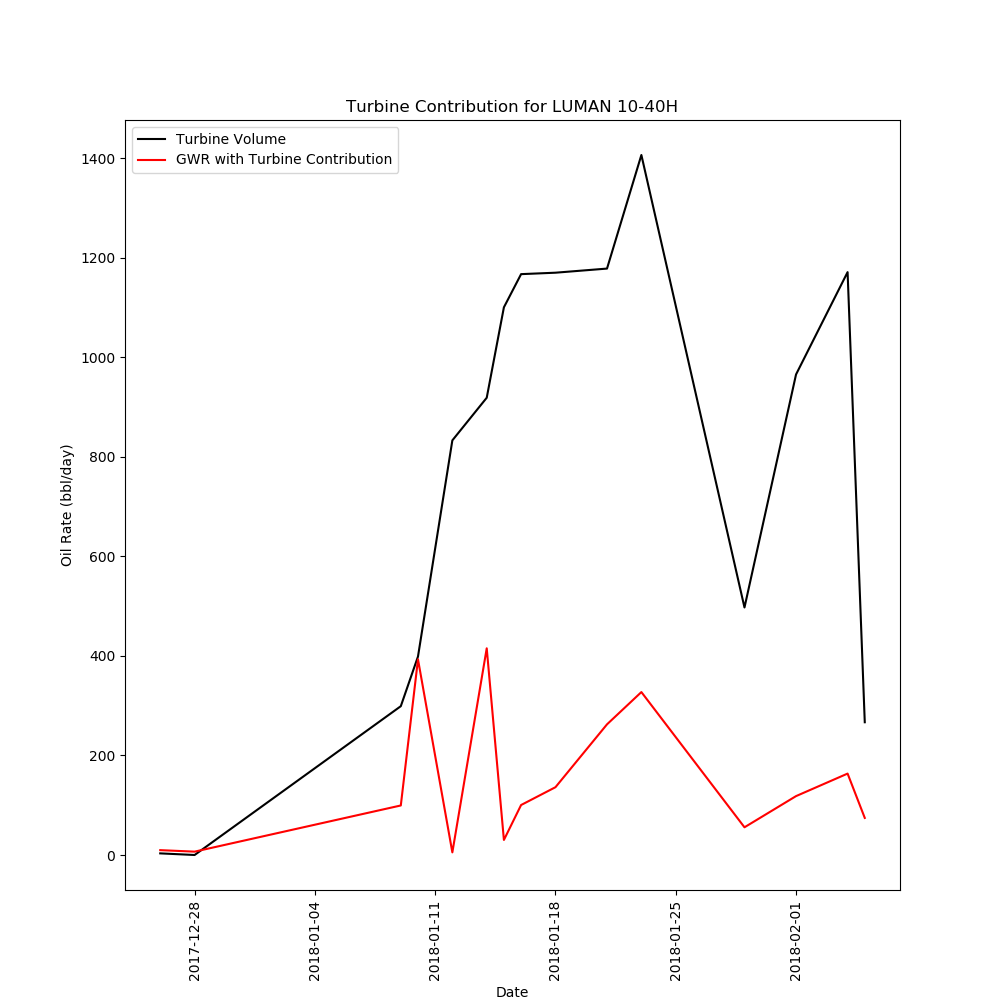 Turbine Contribution for LUMAN 10-40H
Turbine Volume
GWR with Turbine Contribution
1400
1200
1000
800
600
400
200
0
Oil Rate (bbl/day)
2017-12-28
2018-01-04
2018-01-11
2018-01-18
2018-01-25
2018-02-01
Date